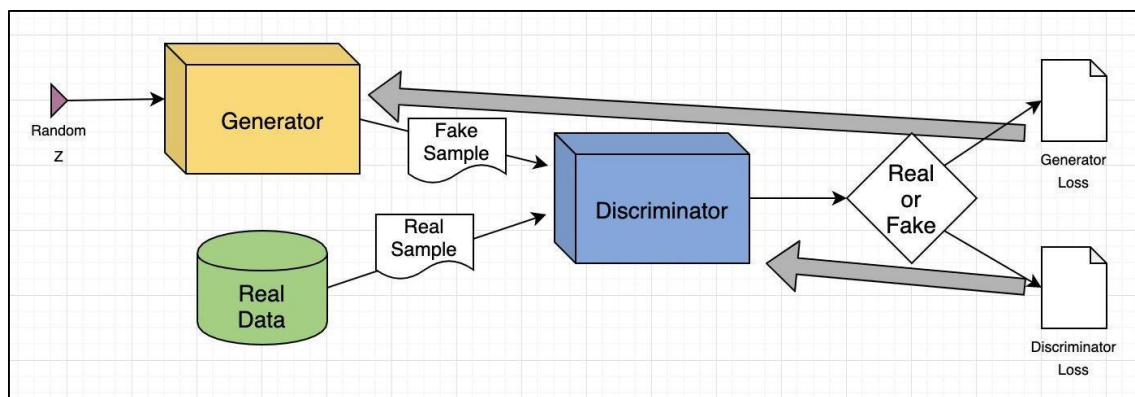 Random
Z
Generator
Fake
Sample
Real
Sample
Real
Data
Discriminator
Real
or
Fake
Generator
Loss
Discriminator
Loss